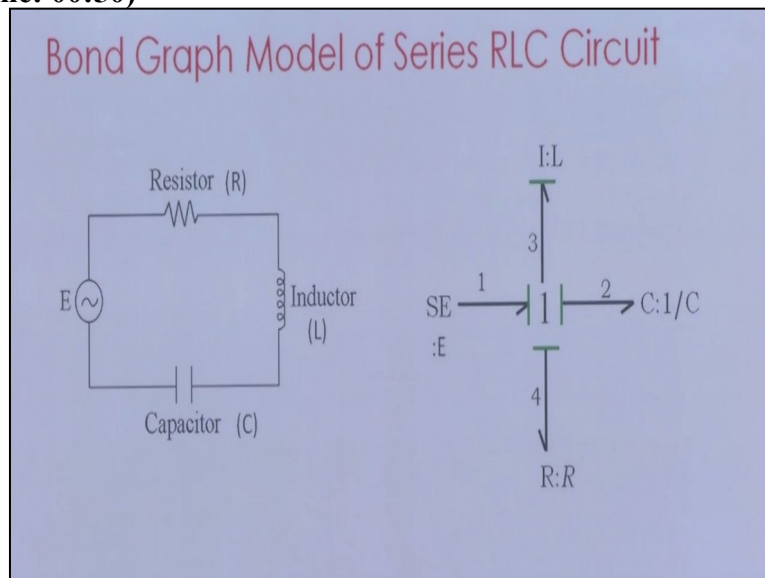 Bond Graph Model of Series RLC Circuit
Resistor (R)
E
Inductor
(L)
Capacitor (C)
I:L
3
SE
:E
1
1
2
C:1/C
4
R:R